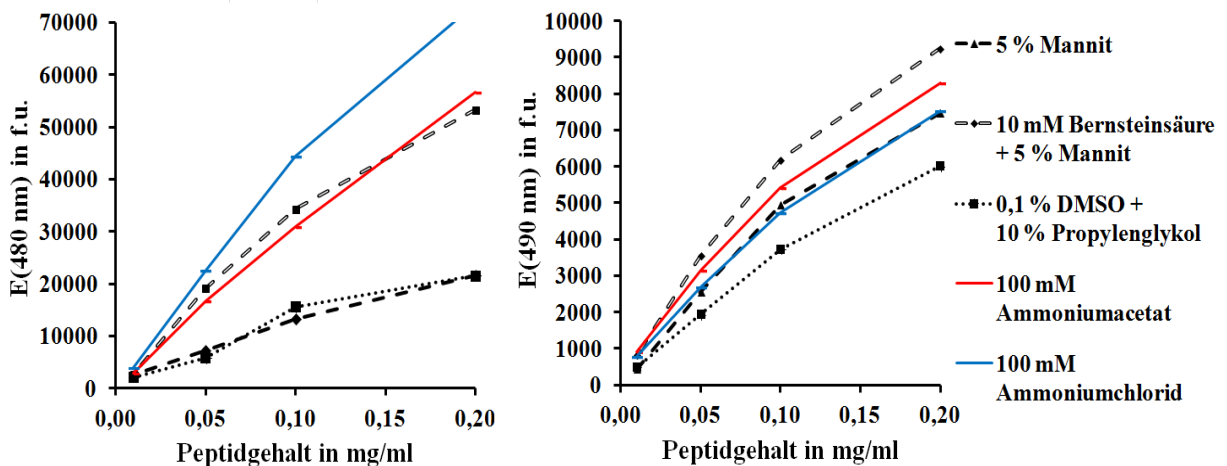 70000
60000
50000
40000
30000
20000
10000
0
E(480 nm) in f.u.
0,00 0,05 0,10 0,15 0,20
Peptidgehalt in mg/ml
10000
9000
8000
7000
6000
5000
4000
3000
2000
1000
0
E(490 nm) in f.u.
0,00 0,05 0,10 0,15 0,20
Peptidgehalt in mg/ml
5 % Mannit
10 mM Bernsteinsäure
+ 5 % Mannit
0,1 % DMSO +
10 % Propylenglykol
100 mM
Ammoniumacetat
100 mM
Ammoniumchlorid